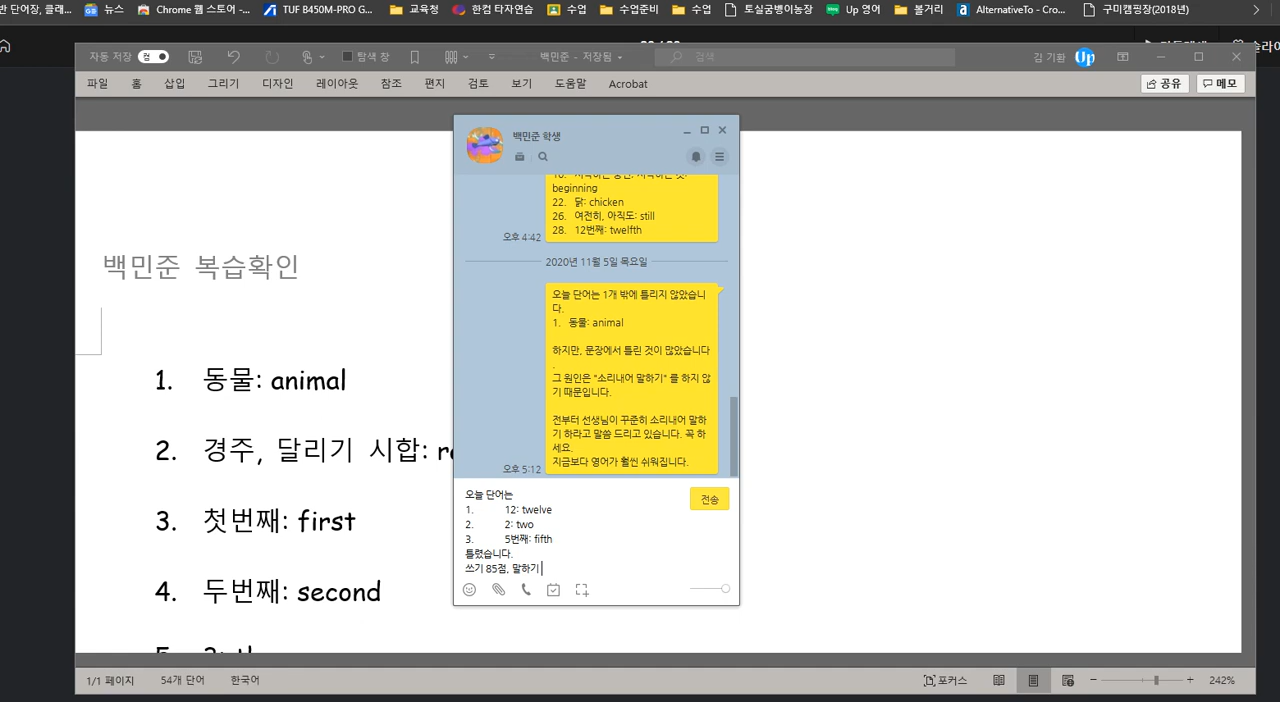 반 단어장, 클래...
뉴스
Chrome 웹 스토어 -...
TUF B450M-PRO G...
교육청
한컴 타자연습
수업
수업준비
수업
토실굼벵이농장
Up 영어
볼거리
AlternativeTo - Cro...
구미캠핑장(2018년)
자동 저장
컴
탐색 창
백민준 - 저장됨
검색
김 기환
Up
파일
홈
삽입
그리기
디자인
레이아웃
참조
편지
검토
보기
도움말
Acrobat
공유
메모
백민준 학생
beginning
22. 닭: chicken
26. 여전히, 아직도: still
28. 12번째: twelfth
오후 4:42
2020년 11월 5일 목요일
오늘 단어는 1개 밖에 틀리지 않았습니
다.
1. 동물: animal
하지만, 문장에서 틀린 것이 많았습니다
.
그 원인은 "소리내어 말하기" 를 하지 않
기 때문입니다.
전부터 선생님이 꾸준히 소리내어 말하
기 하라고 말씀 드리고 있습니다. 꼭 하
세요.
지금보다 영어가 훨씬 쉬워집니다.
오후 5:12
오늘 단어는
1. 12: twelve
2. 2: two
3. 5번째: fifth
틀렸습니다.
쓰기 85점, 말하기
전송
백민준 복습확인
1. 동물: animal
2. 경주, 달리기 시합: r
3. 첫번째: first
4. 두번째: second
1/1 페이지
54개 단어
한국어
포커스
242%